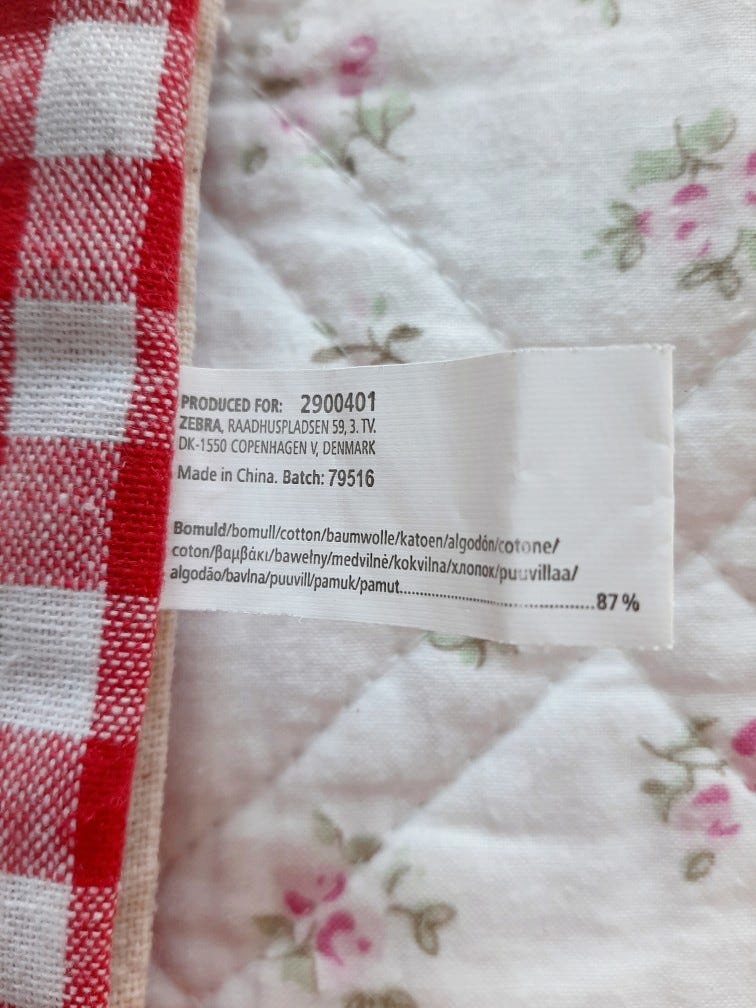 PRODUCED FOR: 2900401
ZEBRA, RAADHUSPLADSEN 59, 3. TV.
DK-1550 COPENHAGEN V, DENMARK
Made in China. Batch: 79516
Bomuld/bomull/cotton/baumwolle/katoen/algodón/cotone/
coton/βαμβάκι/bawełny/medvilnė/kokvilna/хлопок/puuvillaa/
algodão/bavlna/puuvill/pamuk/pamut.......................................87%